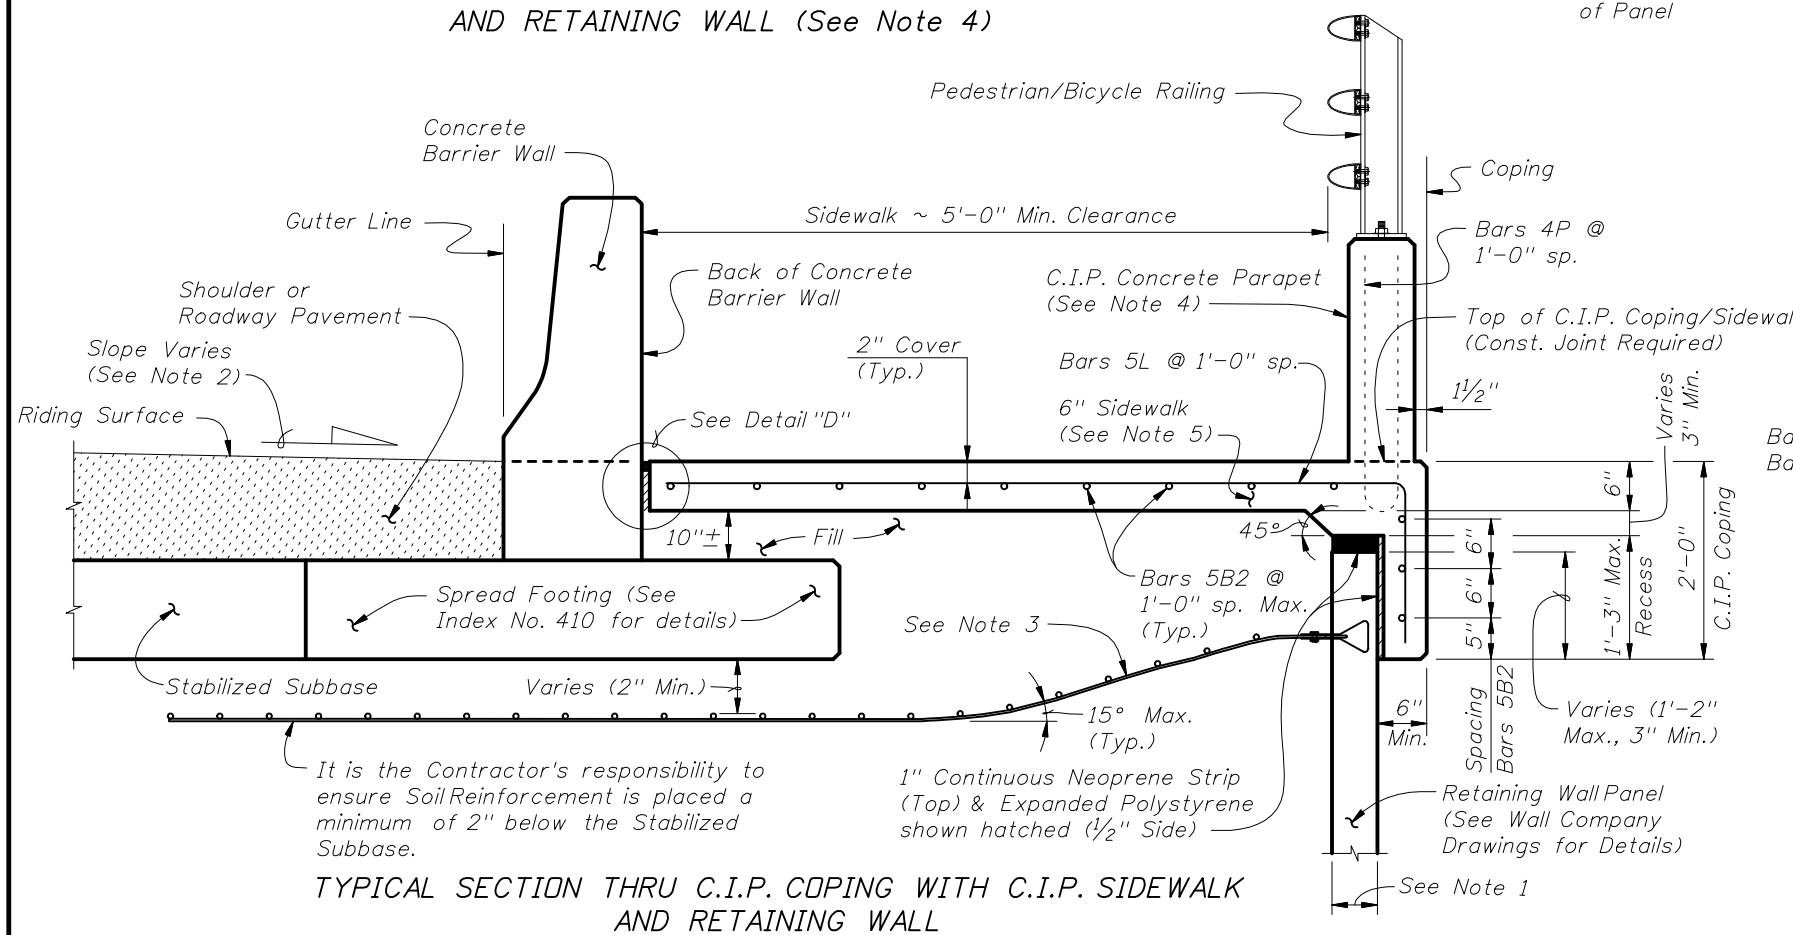 AND RETAINING WALL (See Note 4)
of Panel
Pedestrian/Bicycle Railing
Concrete
Barrier Wall
Coping
Gutter Line
Sidewalk ~ 5'-0" Min. Clearance
Bars 4P @
1'-0" sp.
Back of Concrete
Barrier Wall
C.I.P. Concrete Parapet
(See Note 4)
Shoulder or
Roadway Pavement
Top of C.I.P. Coping/Sidewal
(Const. Joint Required)
Slope Varies
(See Note 2)
2" Cover
(Typ.)
Bars 5L @ 1'-0" sp.
1½"
Varies
3" Min.
Riding Surface
See Detail "D"
6" Sidewalk
(See Note 5)
Ba
Ba
6"
45°
10"±
Fill
6"
6"
5"
1'-3" Max.
Recess
2'-0"
C.I.P. Coping
Bars 5B2 @
1'-0" sp. Max.
(Typ.)
Spread Footing (See
Index No. 410 for details)
See Note 3
Stabilized Subbase
Varies (2" Min.)
15° Max.
(Typ.)
6"
Min.
Spacing
Bars 5B2
Varies (1'-2"
Max., 3" Min.)
It is the Contractor's responsibility to
ensure Soil Reinforcement is placed a
minimum of 2" below the Stabilized
Subbase.
1" Continuous Neoprene Strip
(Top) & Expanded Polystyrene
shown hatched (½" Side)
Retaining Wall Panel
(See Wall Company
Drawings for Details)
See Note 1
TYPICAL SECTION THRU C.I.P. COPING WITH C.I.P. SIDEWALK
AND RETAINING WALL